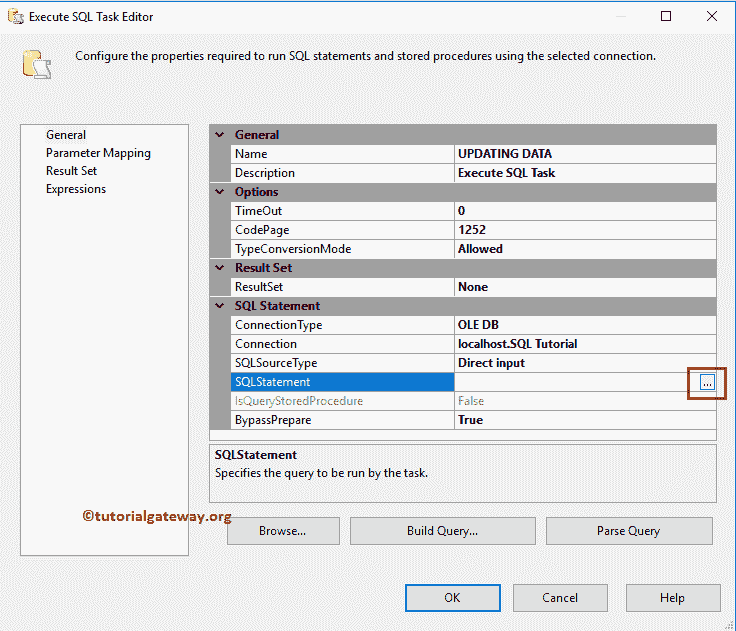 Execute SQL Task Editor
Configure the properties required to run SQL statements and stored procedures using the selected connection.
General
Parameter Mapping
Result Set
Expressions
General
Name UPDATING DATA
Description Execute SQL Task
Options
TimeOut 0
CodePage 1252
TypeConversionMode Allowed
Result Set
ResultSet None
SQL Statement
ConnectionType OLE DB
Connection localhost.SQL Tutorial
SQLSourceType Direct input
SQLStatement ...
IsQueryStoredProcedure False
BypassPrepare True
SQLStatement
Specifies the query to be run by the task.
©tutorialgateway.org
Browse... Build Query... Parse Query
OK Cancel Help